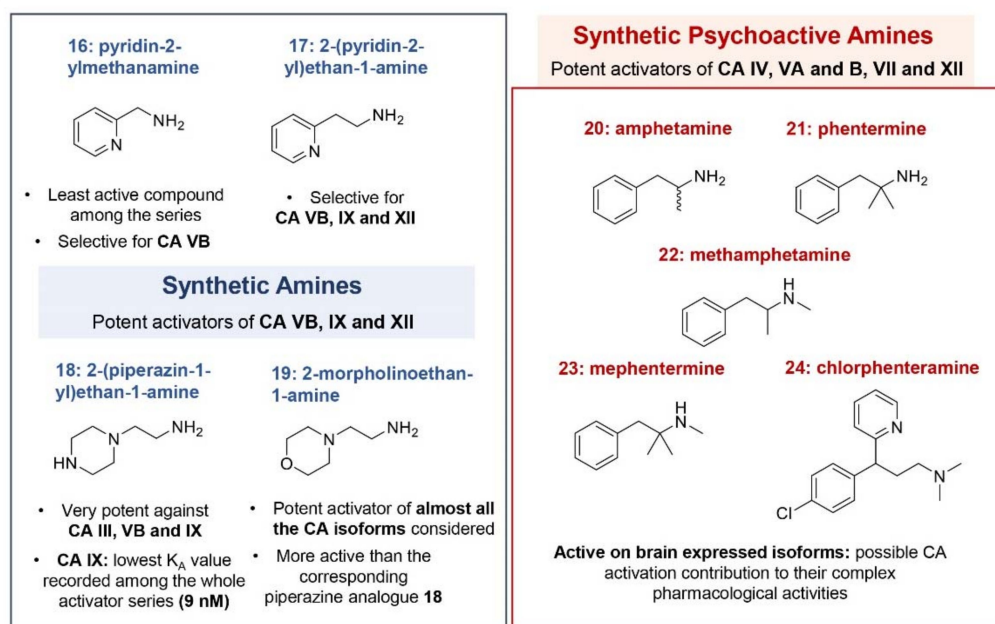 16: pyridin-2-
ylmethanamine
17: 2-(pyridin-2-
yl)ethan-1-amine
NH2
N
NH2
N
• Least active compound
among the series
• Selective for CA VB
• Selective for
CA VB, IX and XII
Synthetic Amines
Potent activators of CA VB, IX and XII
18: 2-(piperazin-1-
yl)ethan-1-amine
19: 2-morpholinoethan-
1-amine
NH2
N
HN
NH2
N
O
• Very potent against
CA III, VB and IX
• CA IX: lowest KA value
recorded among the whole
activator series (9 nM)
• Potent activator of almost all
the CA isoforms considered
• More active than the
corresponding
piperazine analogue 18
Synthetic Psychoactive Amines
Potent activators of CA IV, VA and B, VII and XII
20: amphetamine
21: phentermine
NH2
NH2
22: methamphetamine
H
N
23: mephentermine
24: chlorphenteramine
H
N
N
N
Cl
Active on brain expressed isoforms: possible CA
activation contribution to their complex
pharmacological activities